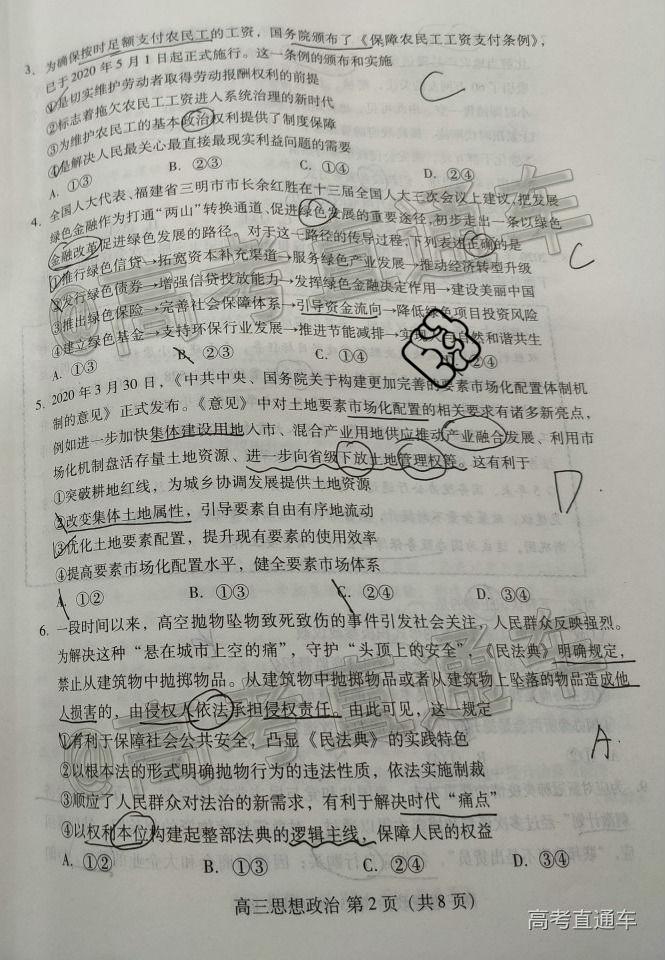 3. 为确保按时足额支付农民工的工资,国务院颁布了《保障农民工工资支付条例》,
已于2020年5月1日起正式施行。这一条例的颁布和实施
①是切实维护劳动者取得劳动报酬权利的前提
②标志着拖欠农民工工资进入系统治理的新时代
③为维护农民工的基本政治权利提供了制度保障
④是解决人民最关心最直接最现实利益问题的需要
C
A. ①③ B. ②③ C. ①④ D. ②④
4. 全国人大代表、福建省三明市市长余红胜在十三届全国人大三次会议上建议,把发展
绿色金融作为打通“两山”转换通道、促进绿色发展的重要途径,初步走出一条以绿色
金融改革促进绿色发展的路径。对于这一路径的传导过程,下列表述正确的是
①推行绿色信贷→拓宽资本补充渠道→服务绿色产业发展→推动经济转型升级
C
②发行绿色债券→增强信贷投放能力→发挥绿色金融决定作用→建设美丽中国
③推出绿色保险→完善社会保障体系→引导资金流向→降低绿色项目投资风险
④建立绿色基金→支持环保行业发展→推进节能减排→实现人与自然和谐共生
A. ①③ B. ②③ C. ①④ D. ②④
5. 2020年3月30日,《中共中央、国务院关于构建更加完善的要素市场化配置体制机
制的意见》正式发布。《意见》中对土地要素市场化配置的相关要求有诸多新亮点,
例如进一步加快集体建设用地入市、混合产业用地供应推动产业融合发展、利用市
场化机制盘活存量土地资源、进一步向省级下放土地管理权等。这有利于
①突破耕地红线,为城乡协调发展提供土地资源
D
②改变集体土地属性,引导要素自由有序地流动
③优化土地要素配置,提升现有要素的使用效率
④提高要素市场化配置水平,健全要素市场体系
A. ①② B. ①③ C. ②④ D. ③④
6. 一段时间以来,高空抛物坠物致死致伤的事件引发社会关注,人民群众反映强烈。
为解决这种“悬在城市上空的痛”,守护“头顶上的安全”,《民法典》明确规定,
禁止从建筑物中抛掷物品。从建筑物中抛掷物品或者从建筑物上坠落的物品造成他
人损害的,由侵权人依法承担侵权责任。由此可见,这一规定
①有利于保障社会公共安全,凸显《民法典》的实践特色
A.
②以根本法的形式明确抛物行为的违法性质,依法实施制裁
③顺应了人民群众对法治的新需求,有利于解决时代“痛点”
④以权利本位构建起整部法典的逻辑主线,保障人民的权益
A. ①② B. ①③ C. ②④ D. ③④
高三思想政治 第2页(共8页)
@高考直通车
@高考直通车
高考直通车